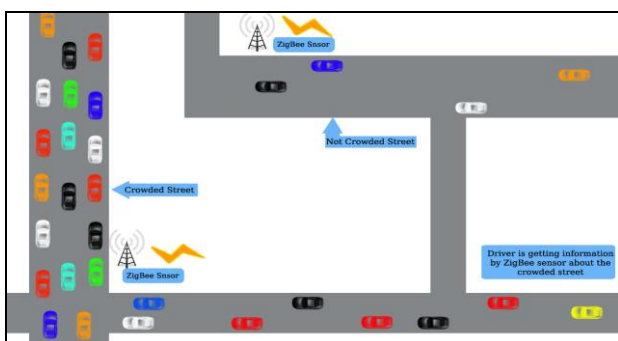 ZigBee Snsor
Not Crowded Street
Crowded Street
ZigBee Snsor
Driver is getting information
by ZigBee sensor about the
crowded street